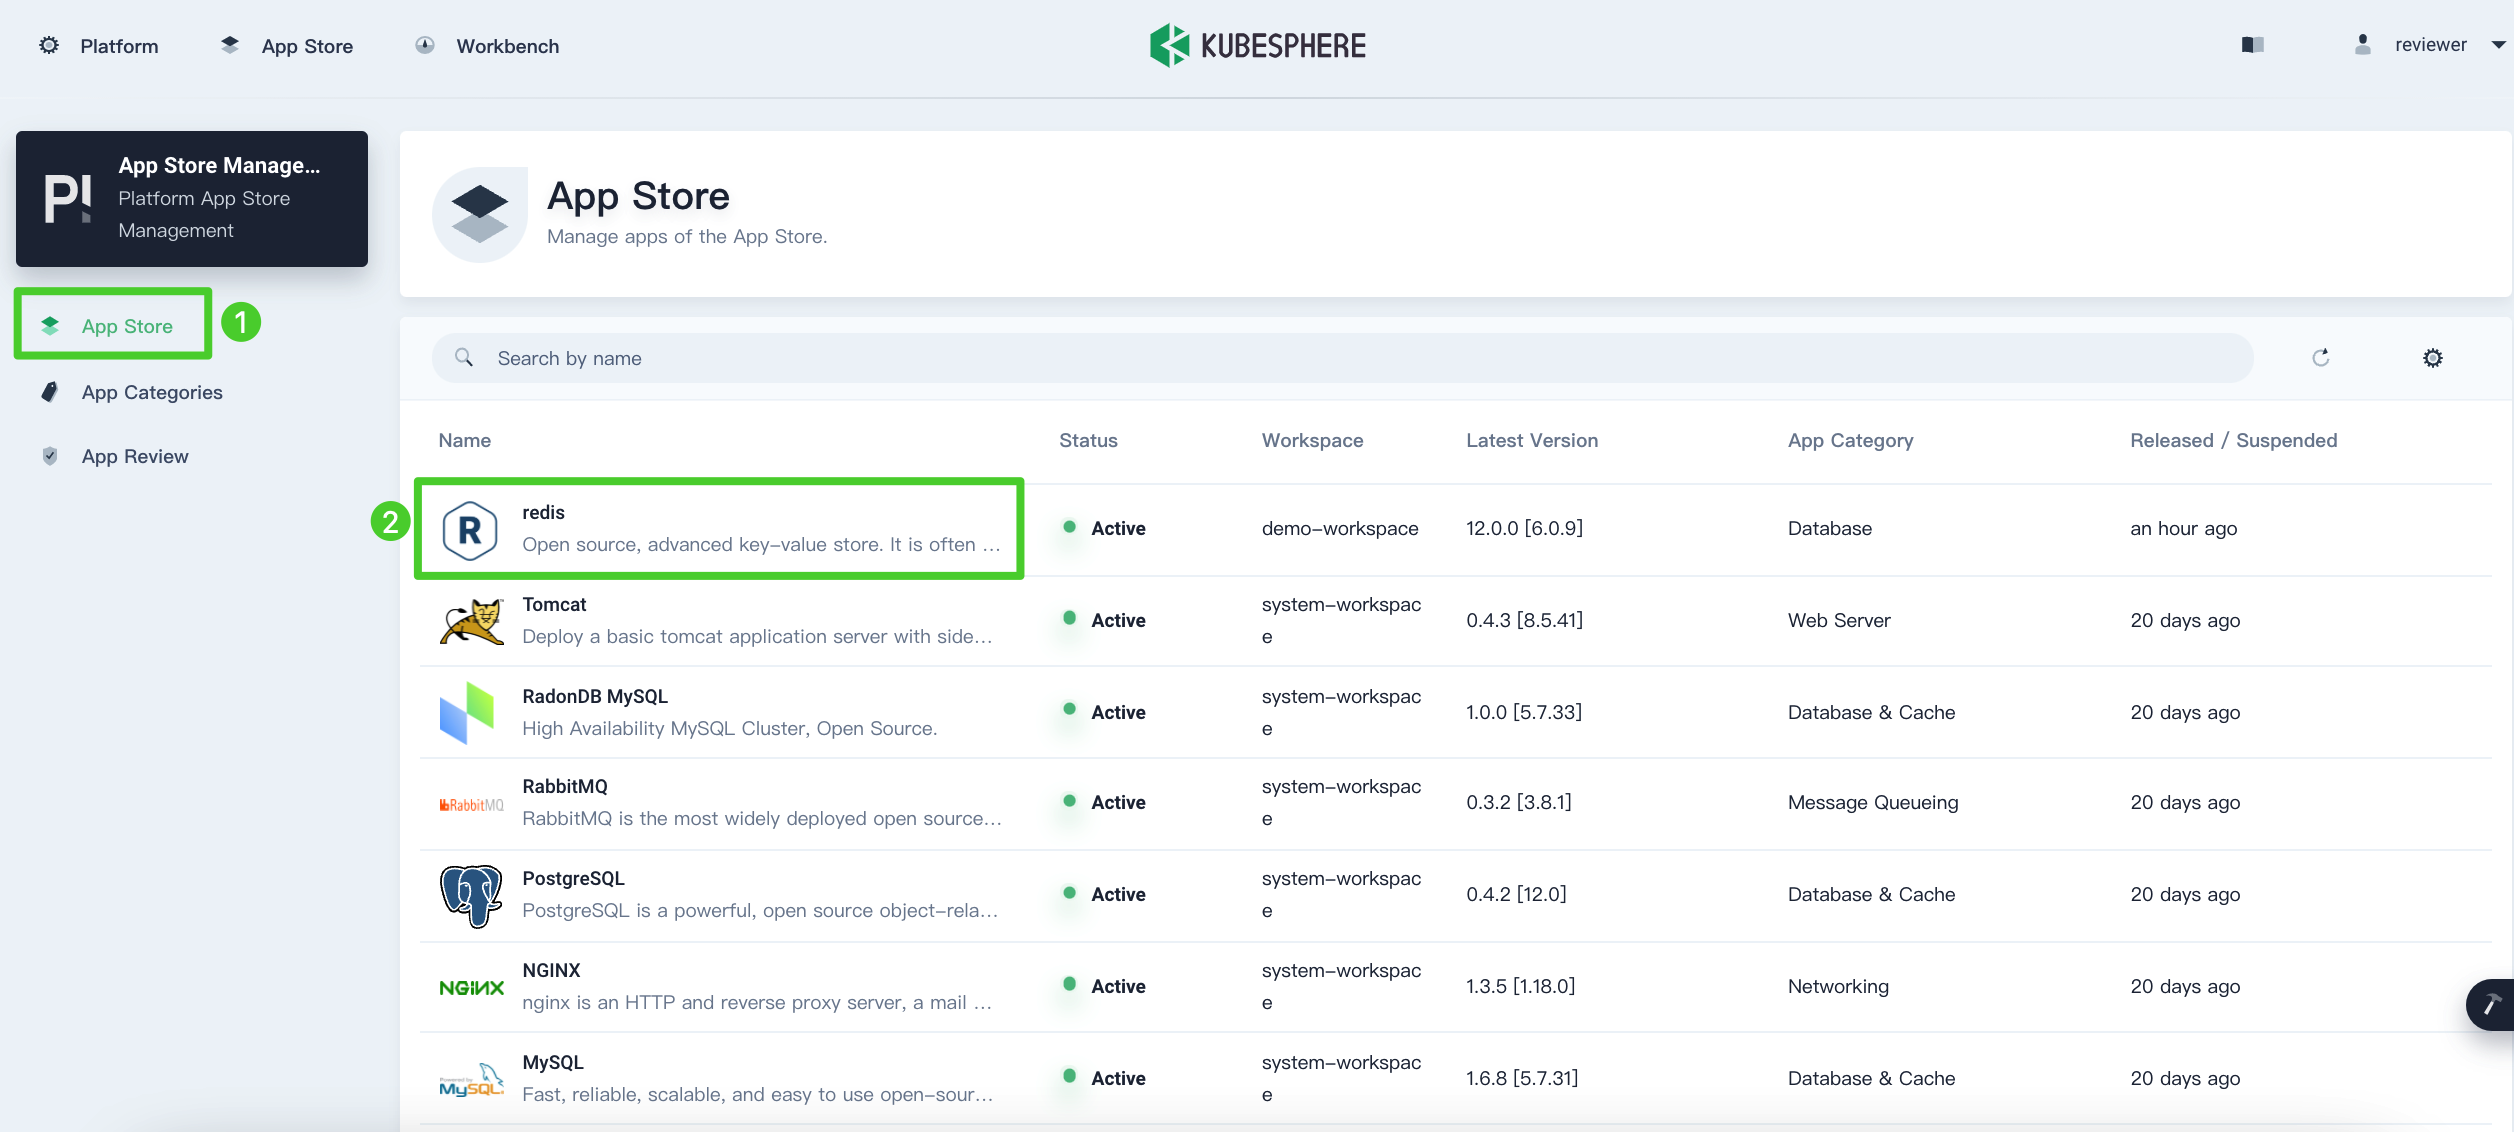 Platform
App Store
Workbench
KUBESPHERE
reviewer
App Store Manage...
Platform App Store
Management
App Store
1
App Categories
App Review
App Store
Manage apps of the App Store.
Search by name
Name
Status
Workspace
Latest Version
App Category
Released / Suspended
2
R
redis
Open source, advanced key-value store. It is often ...
Active
demo-workspace
12.0.0 [6.0.9]
Database
an hour ago
Tomcat
Deploy a basic tomcat application server with side...
Active
system-workspac
e
0.4.3 [8.5.41]
Web Server
20 days ago
RadonDB MySQL
High Availability MySQL Cluster, Open Source.
Active
system-workspac
e
1.0.0 [5.7.33]
Database & Cache
20 days ago
RabbitMQ
RabbitMQ
RabbitMQ is the most widely deployed open source...
Active
system-workspac
e
0.3.2 [3.8.1]
Message Queueing
20 days ago
PostgreSQL
PostgreSQL is a powerful, open source object-rela...
Active
system-workspac
e
0.4.2 [12.0]
Database & Cache
20 days ago
NGINX
NGINX
nginx is an HTTP and reverse proxy server, a mail ...
Active
system-workspac
e
1.3.5 [1.18.0]
Networking
20 days ago
Powered by
MySQL
MySQL
Fast, reliable, scalable, and easy to use open-sour...
Active
system-workspac
e
1.6.8 [5.7.31]
Database & Cache
20 days ago